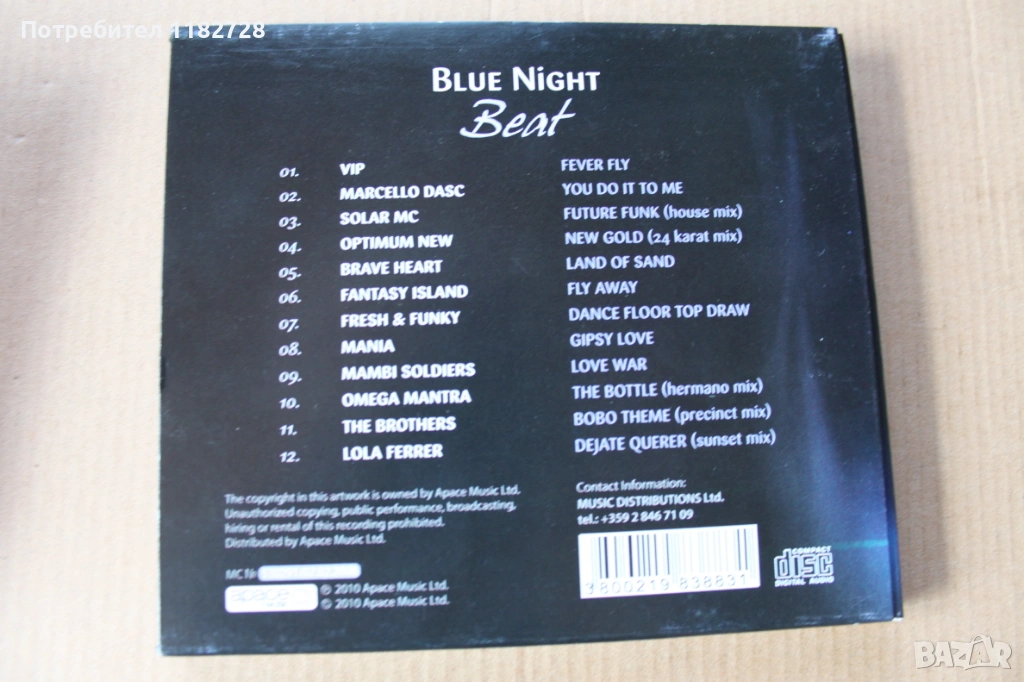 Потребител 1182728
BLUE NiGHT
Beat
01. VIP FEVER FLY
02. MARCELLO DASC YOU DO IT TO ME
03. SOLAR MC FUTURE FUNK (house mix)
04. OPTIMUM NEW NEW GOLD (24 karat mix)
05. BRAVE HEART LAND OF SAND
06. FANTASY ISLAND FLY AWAY
07. FRESH & FUNKY DANCE FLOOR TOP DRAW
08. MANIA GIPSY LOVE
09. MAMBI SOLDIERS LOVE WAR
10. OMEGA MANTRA THE BOTTLE (hermano mix)
11. THE BROTHERS BOBO THEME (precinct mix)
12. LOLA FERRER DEJATE QUERER (sunset mix)
The copyright in this artwork is owned by Apace Music Ltd.
Unauthorized copying, public performance, broadcasting,
hiring or rental of this recording prohibited.
Distributed by Apace Music Ltd.
Contact Information:
MUSIC DISTRIBUTIONS Ltd.
tel.: +359 2 846 71 09
MC №
apace
℗ 2010 Apace Music Ltd.
© 2010 Apace Music Ltd.
3800219 838831
COMPACT
disc
DIGITAL AUDIO
BAZAR